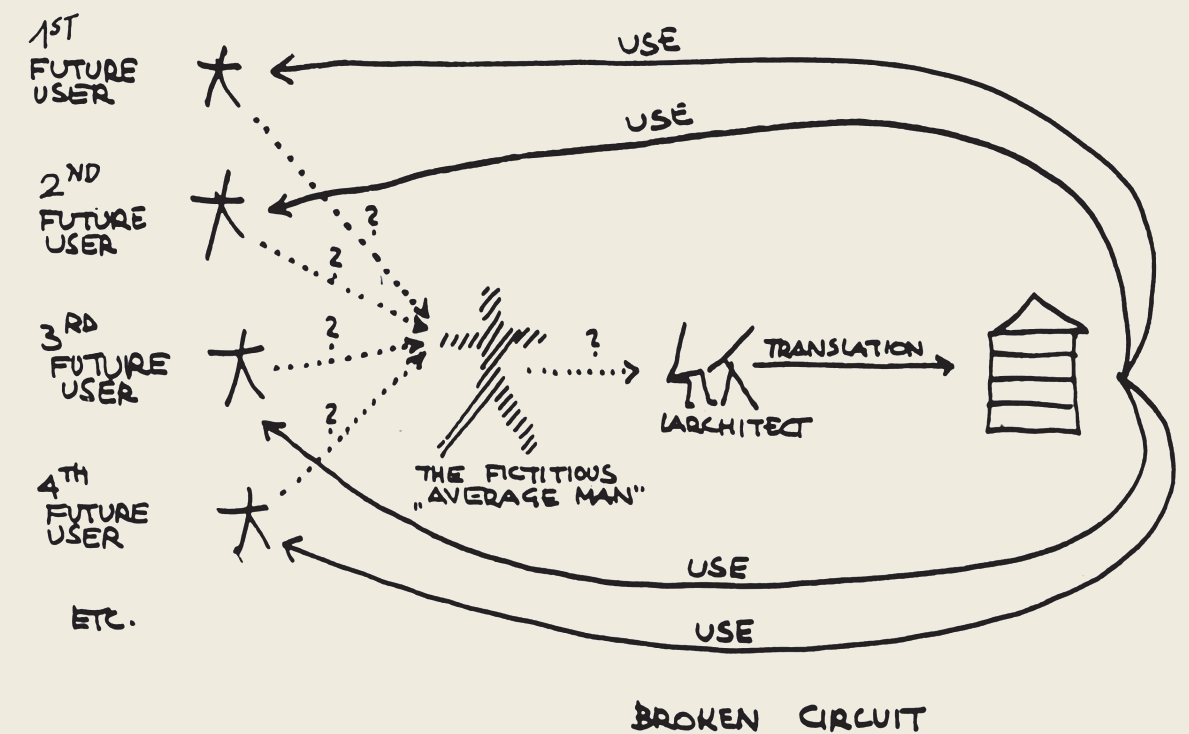 1ST
FUTURE
USER
USE
USE
2ND
FUTURE
USER
?
?
3RD
FUTURE
USER
?
?
TRANSLATION
?
L'ARCHITECT
4TH
FUTURE
USER
THE FICTITIOUS
„AVERAGE MAN"
USE
USE
ETC.
BROKEN CIRCUIT